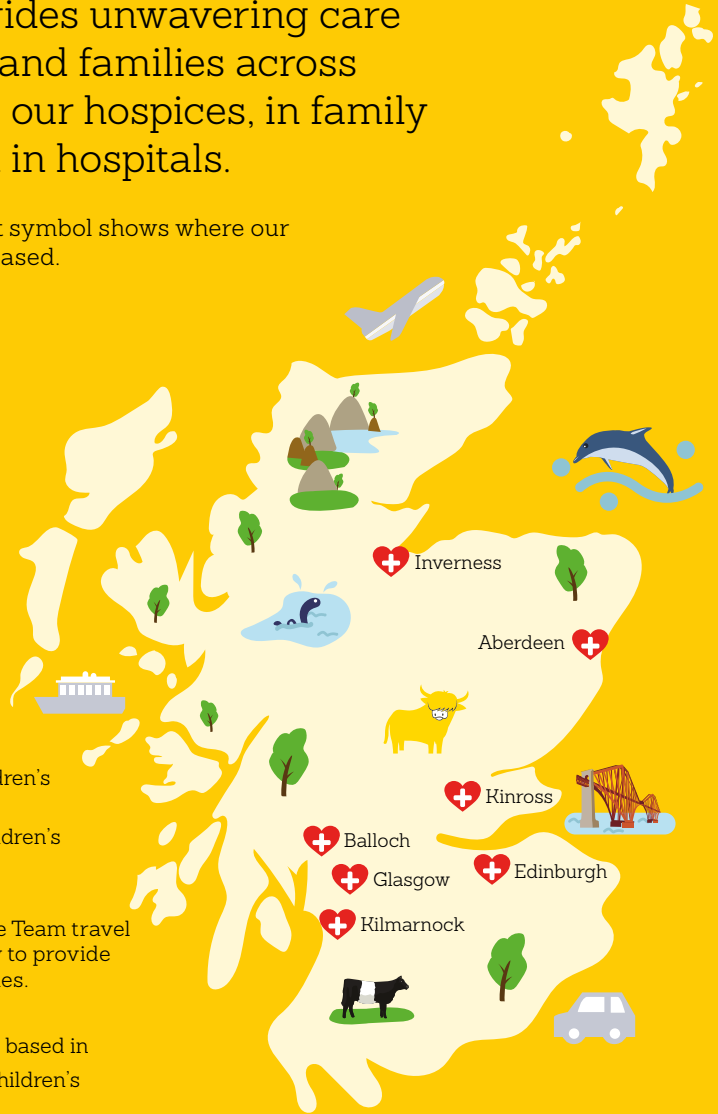 vides unwavering care
and families across
our hospices, in family
in hospitals.
symbol shows where our
ased.
Inverness
Aberdeen
dren's
Kinross
ldren's
Balloch
Edinburgh
Glasgow
Kilmarnock
e Team travel
to provide
es.
based in
hildren's